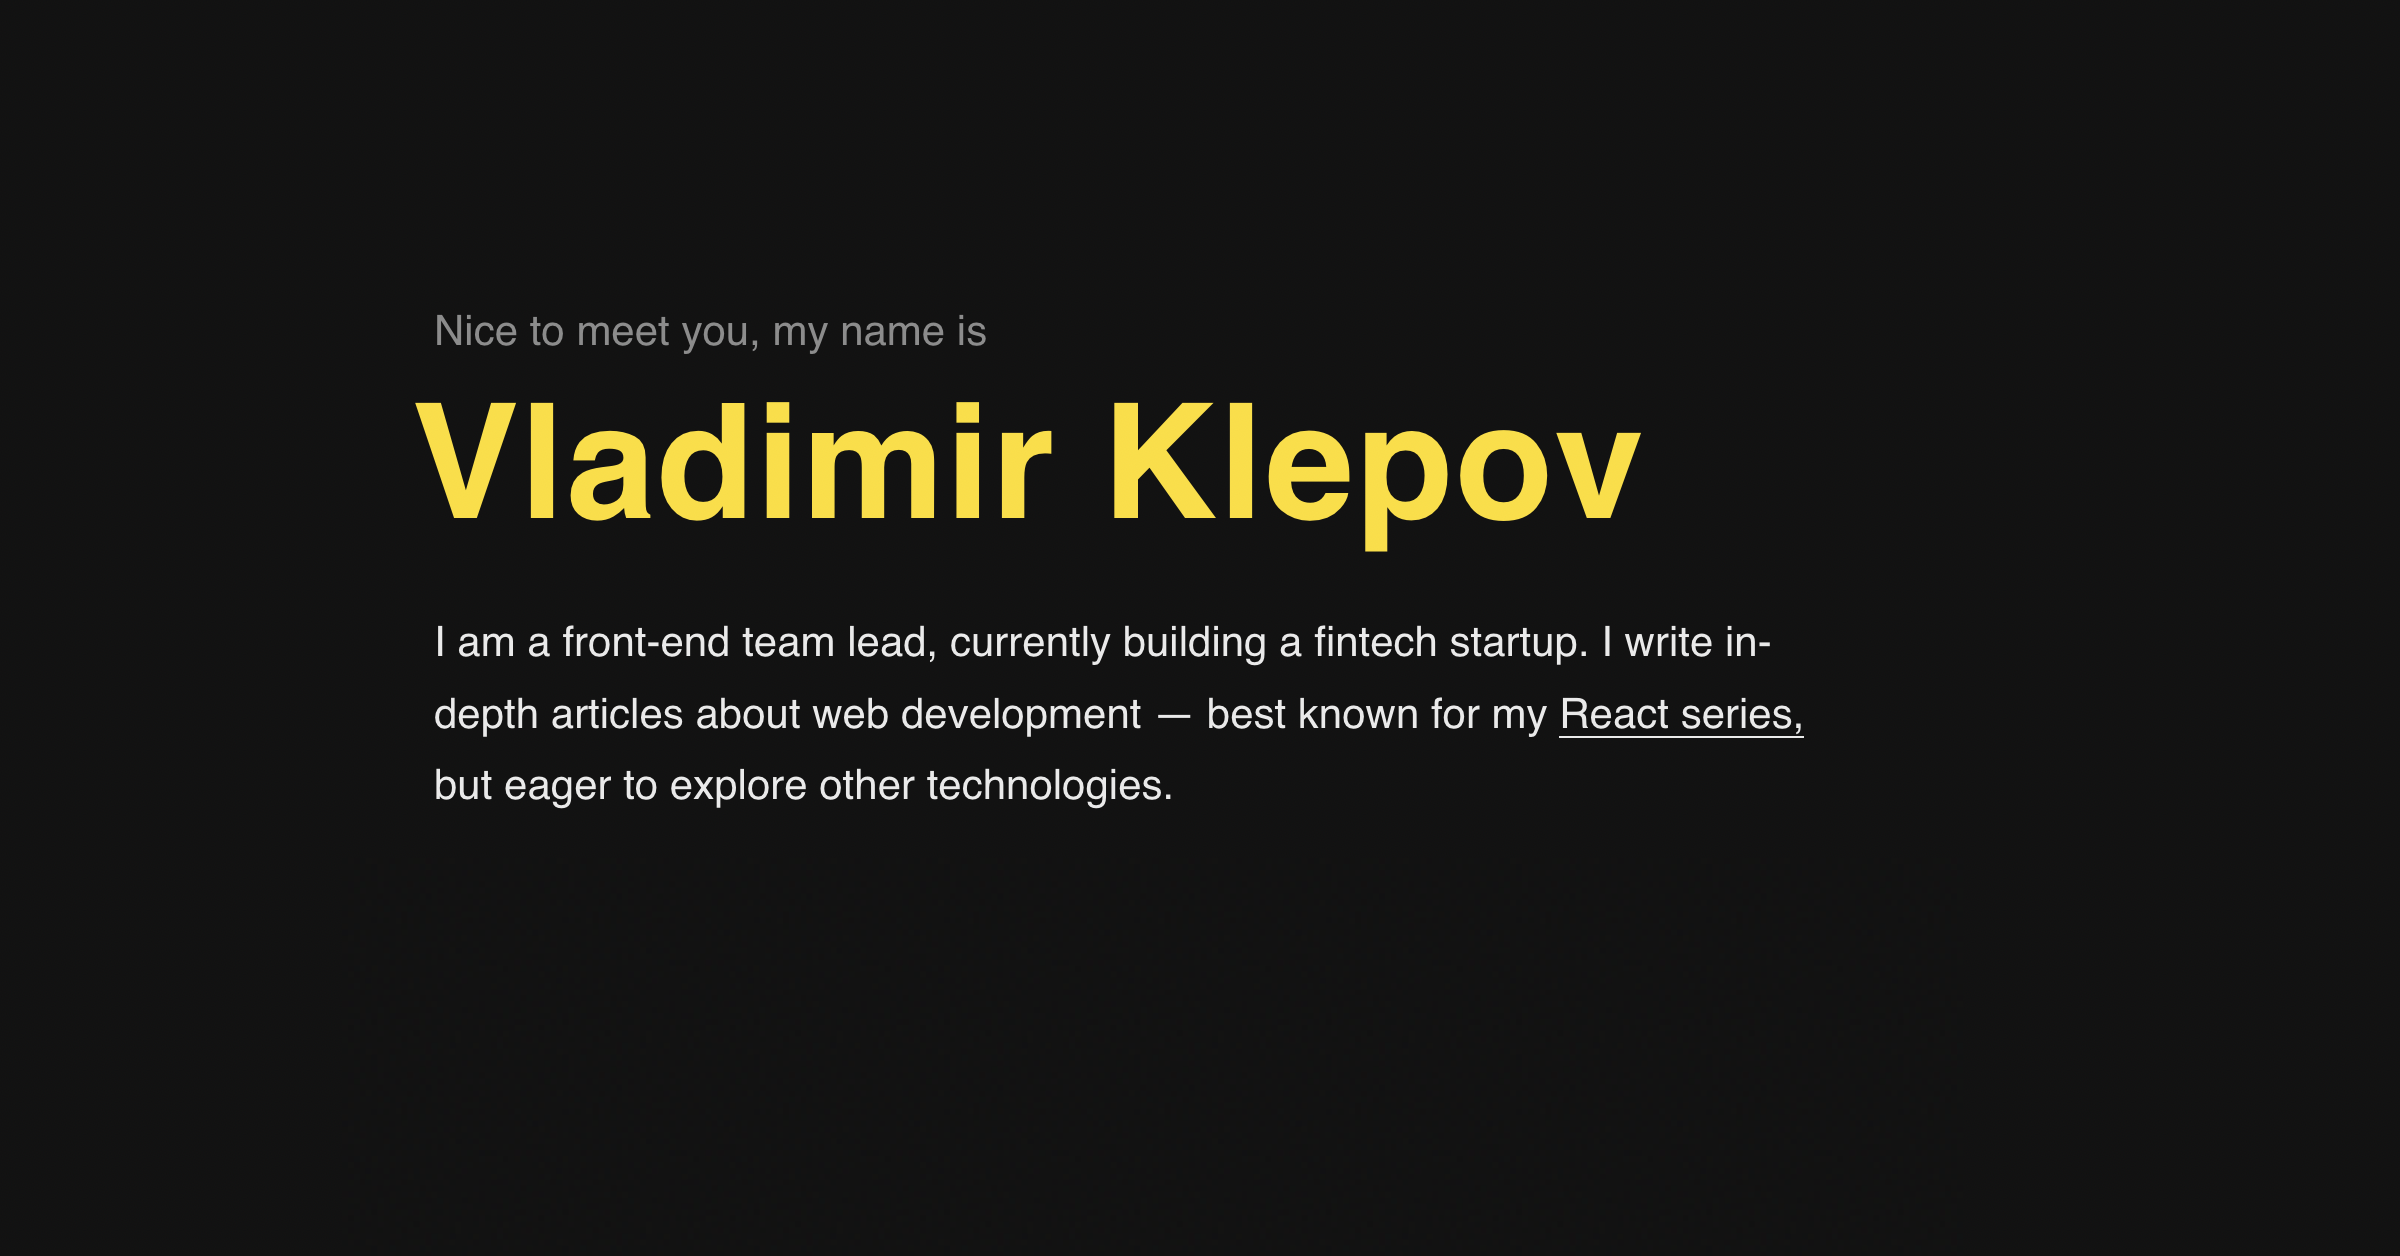 Nice to meet you, my name is
Vladimir Klepov
I am a front-end team lead, currently building a fintech startup. I write in-
depth articles about web development — best known for my React series,
but eager to explore other technologies.